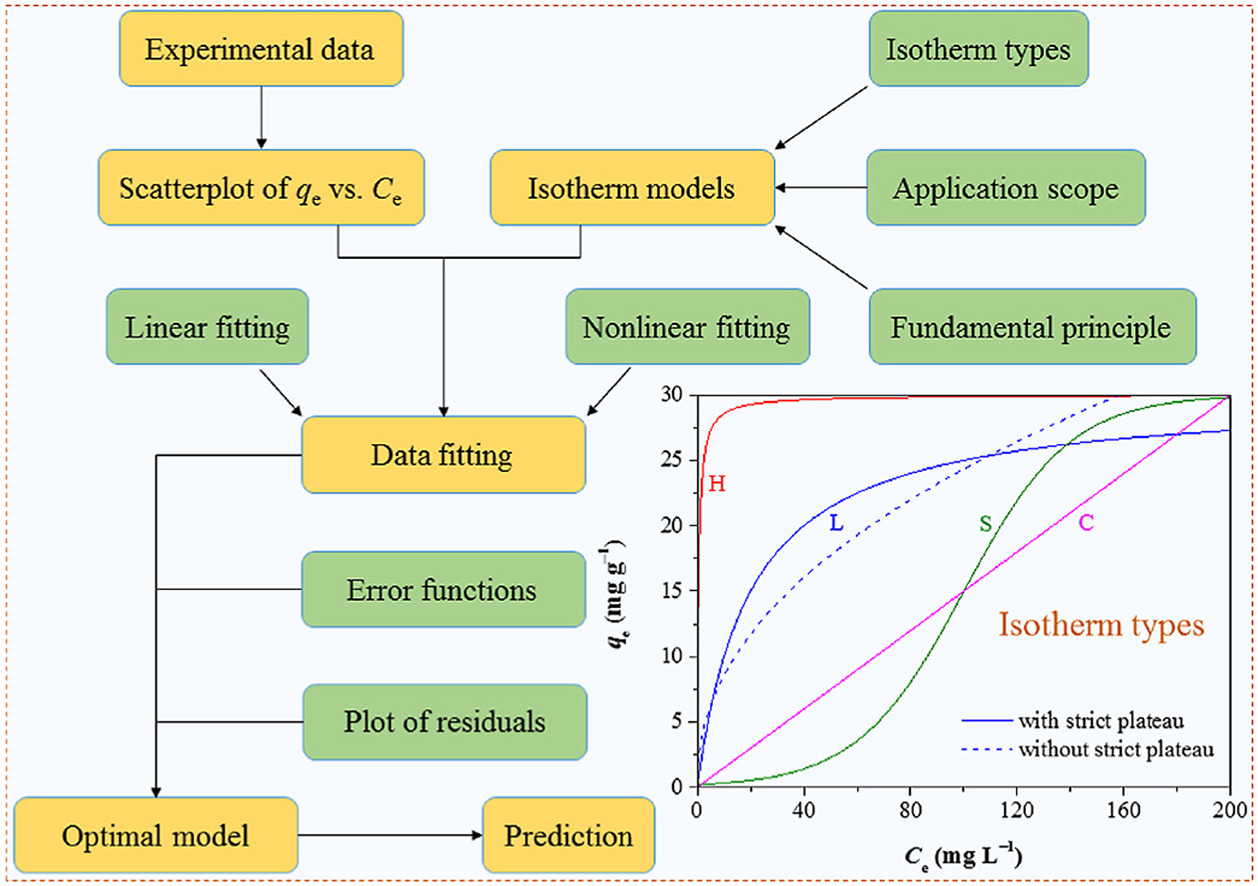 Experimental data
Isotherm types
Scatterplot of qe vs. Ce
Isotherm models
Application scope
Linear fitting
Nonlinear fitting
Fundamental principle
Data fitting
Error functions
Plot of residuals
Optimal model
Prediction
30
25
20
15
10
5
0
qe (mg g⁻¹)
H
L
S
C
Isotherm types
with strict plateau
without strict plateau
0
40
80
120
160
200
Ce (mg L⁻¹)